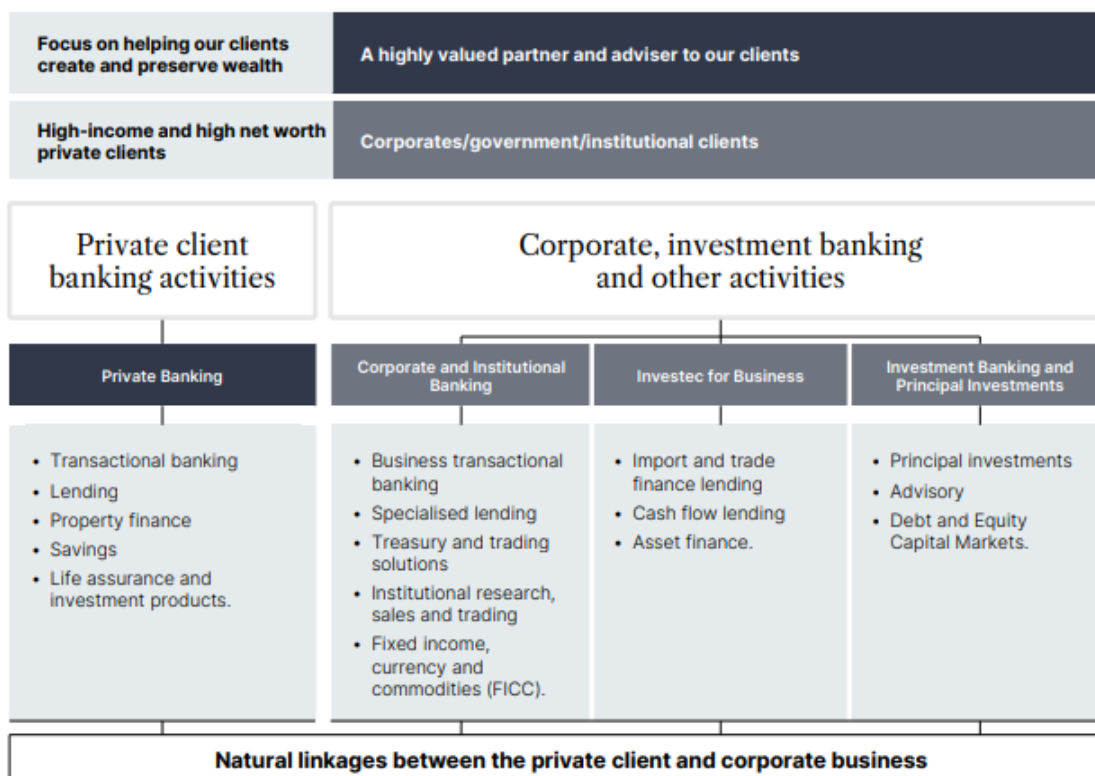 Focus on helping our clients
create and preserve wealth
A highly valued partner and adviser to our clients
High-income and high net worth
private clients
Corporates/government/institutional clients
Private client
banking activities
Corporate, investment banking
and other activities
Private Banking
Corporate and Institutional
Banking
Investec for Business
Investment Banking and
Principal Investments
• Transactional banking
• Lending
• Property finance
• Savings
• Life assurance and
investment products.
• Business transactional
banking
• Specialised lending
• Treasury and trading
solutions
• Institutional research,
sales and trading
• Fixed income,
currency and
commodities (FICC).
• Import and trade
finance lending
• Cash flow lending
• Asset finance.
• Principal investments
• Advisory
• Debt and Equity
Capital Markets.
Natural linkages between the private client and corporate business